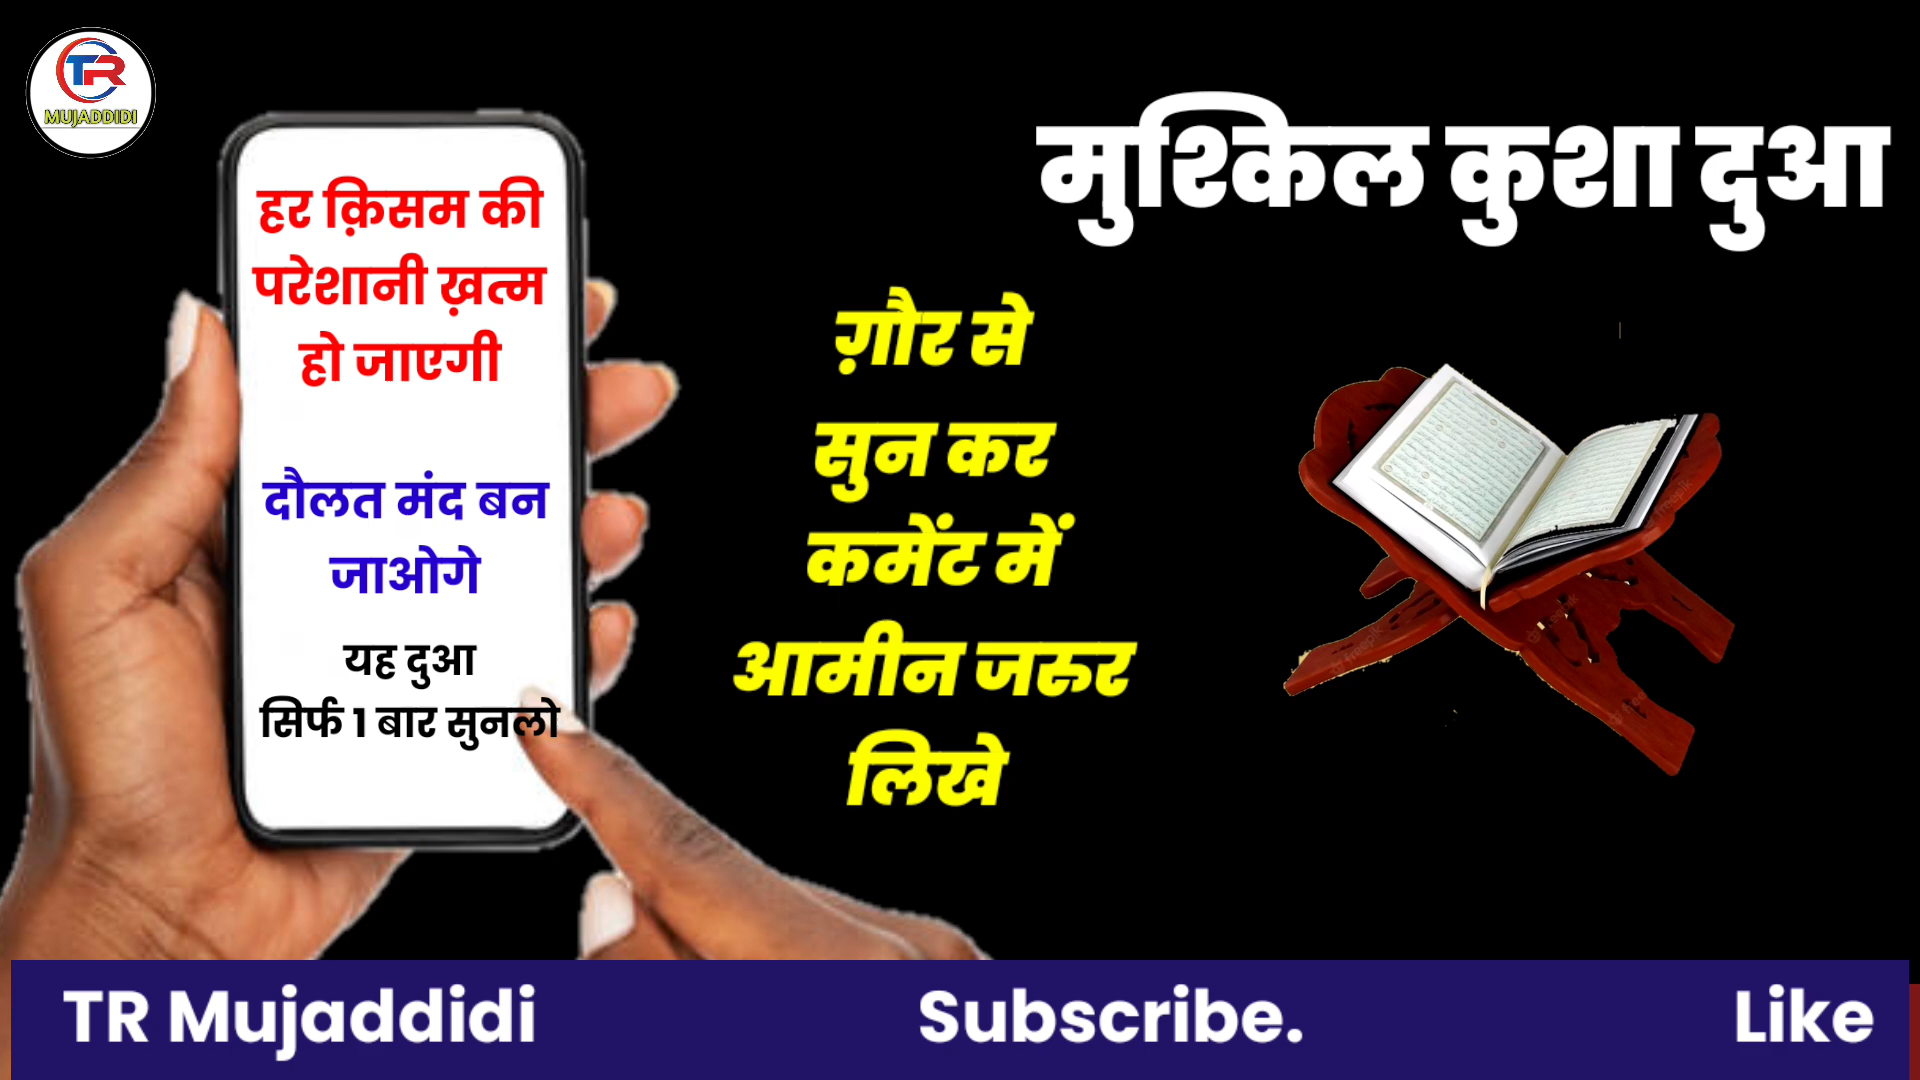 TR
MUJADDIDI
मुश्किल कुशा दुआ
हर क़िसम की
परेशानी ख़त्म
हो जाएगी
दौलत मंद बन
जाओगे
यह दुआ
सिर्फ 1 बार सुनलो
ग़ौर से
सुन कर
कमेंट में
आमीन जरुर
लिखे
TR Mujaddidi
Subscribe.
Like